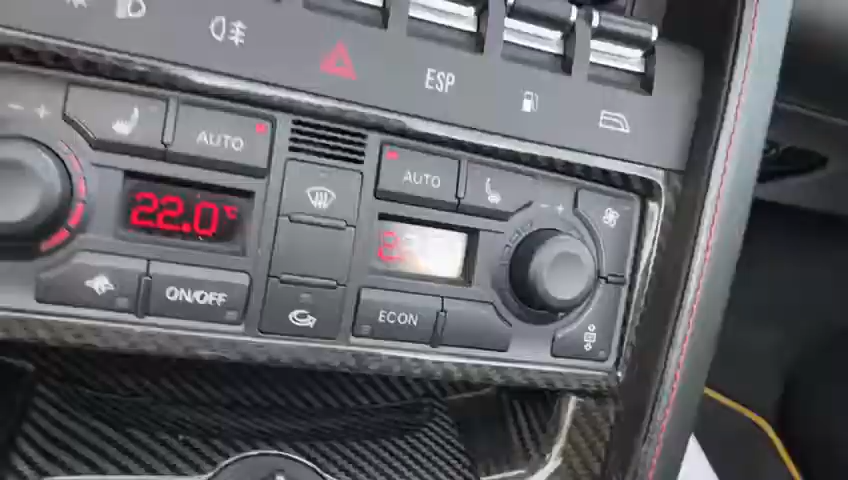 ESP
- +
AUTO
AUTO
- +
22.0°C
ON/OFF
ECON